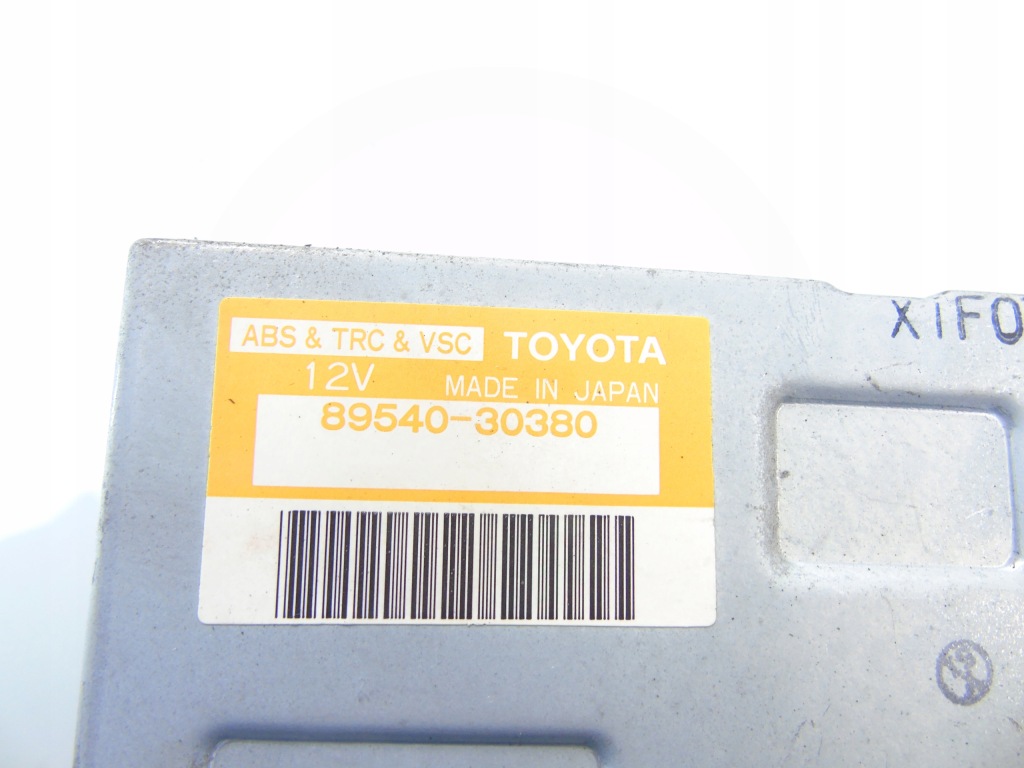 ABS & TRC & VSC TOYOTA
12V MADE IN JAPAN
89540-30380